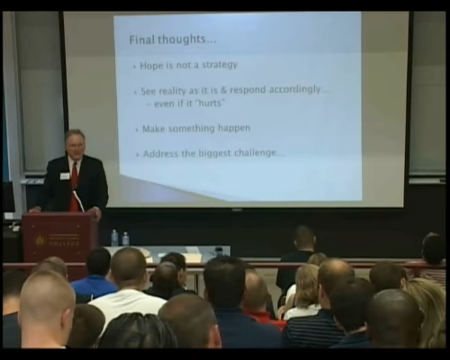 Final thoughts...
Hope is not a strategy
See reality as it is & respond accordingly...
– even if it "hurts"
Make something happen
Address the biggest challenge...
COLLEGE